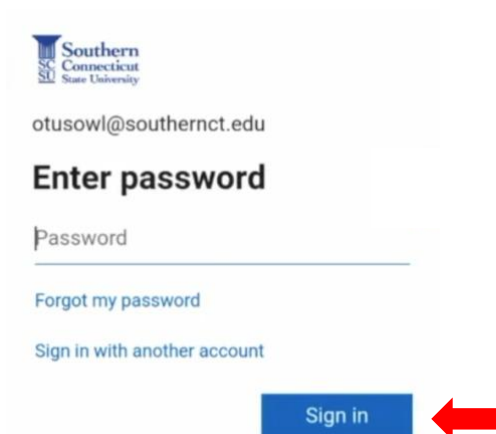 Southern
SC Connecticut
SU State University
otusowl@southernct.edu
Enter password
Password
Forgot my password
Sign in with another account
Sign in